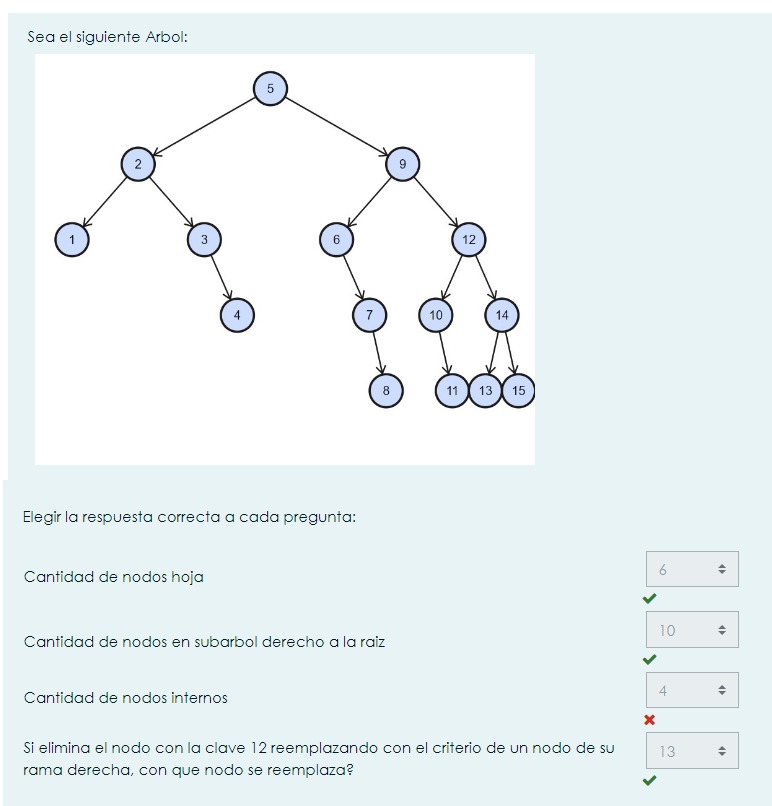 Sea el siguiente Arbol:
5
2
9
1
3
6
12
4
7
10
14
8
11
13
15
Elegir la respuesta correcta a cada pregunta:
Cantidad de nodos hoja
6
Cantidad de nodos en subarbol derecho a la raiz
10
Cantidad de nodos internos
4
Si elimina el nodo con la clave 12 reemplazando con el criterio de un nodo de su
rama derecha, con que nodo se reemplaza?
13